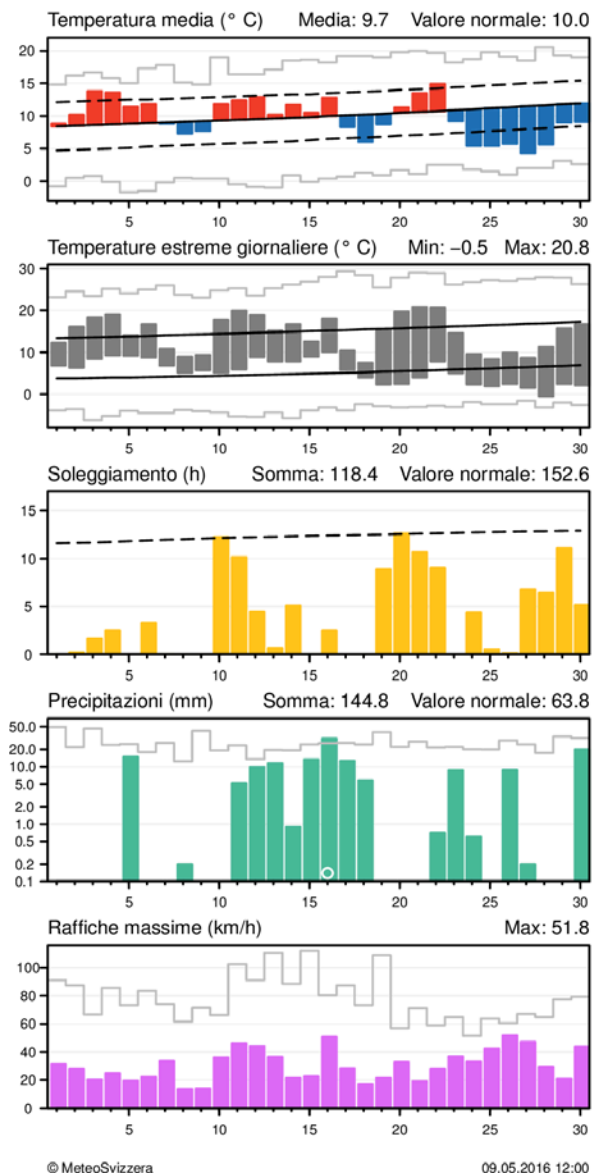 Temperatura media (° C) Media: 9.7 Valore normale: 10.0
20
15
10
5
0
5 10 15 20 25 30
Temperature estreme giornaliere (° C) Min: −0.5 Max: 20.8
30
20
10
0
5 10 15 20 25 30
Soleggiamento (h) Somma: 118.4 Valore normale: 152.6
15
10
5
0
5 10 15 20 25 30
Precipitazioni (mm) Somma: 144.8 Valore normale: 63.8
50.0
20.0
10.0
5.0
2.0
1.0
0.5
0.2
0.1
5 10 15 20 25 30
Raffiche massime (km/h) Max: 51.8
100
80
60
40
20
0
5 10 15 20 25 30
© MeteoSvizzera 09.05.2016 12:00